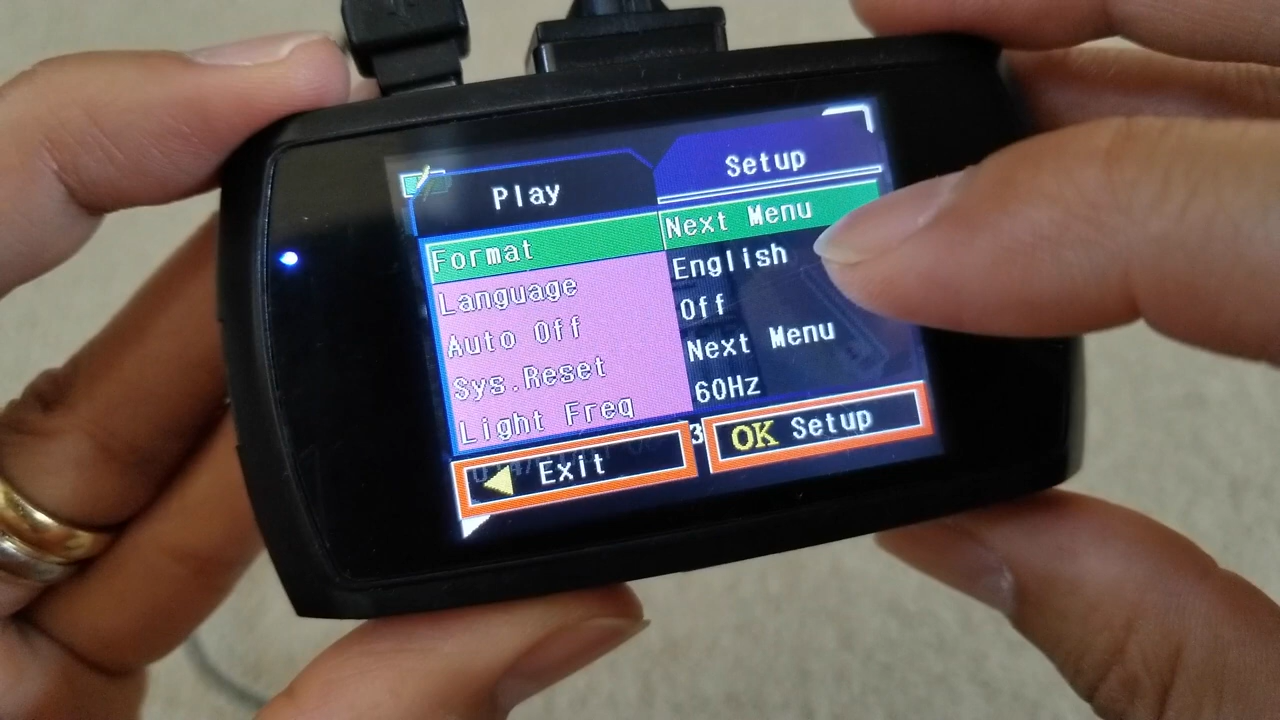 Play Setup
Format Next Menu
Language English
Auto Off Off
Sys.Reset Next Menu
Light Freq 60Hz
3
Exit OK Setup